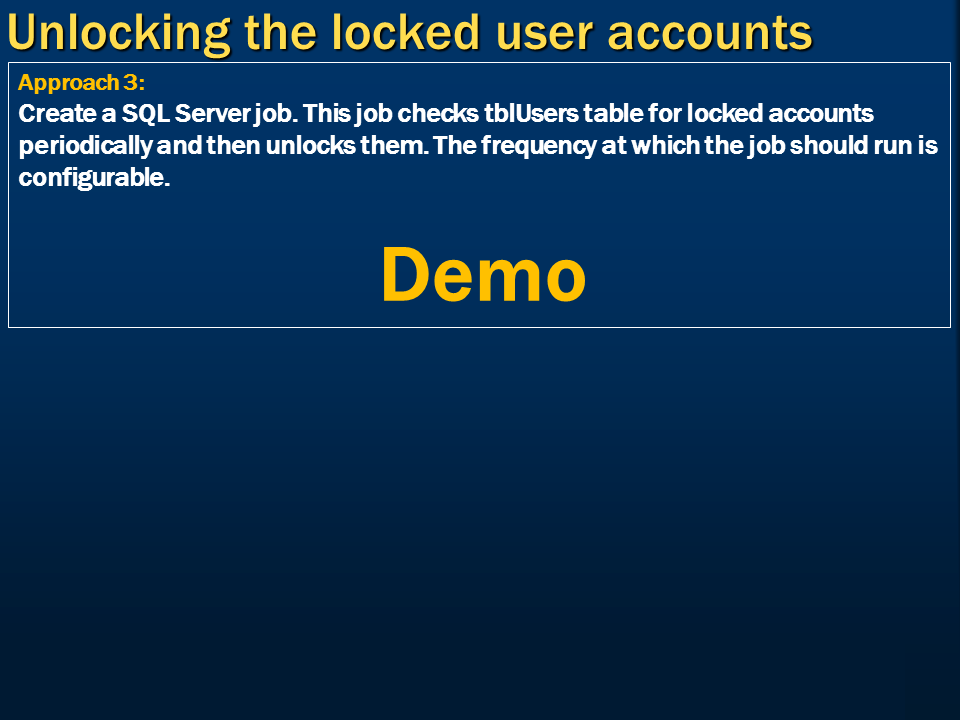 Unlocking the locked user accounts
Approach 3:
Create a SQL Server job. This job checks tblUsers table for locked accounts
periodically and then unlocks them. The frequency at which the job should run is
configurable.
Demo